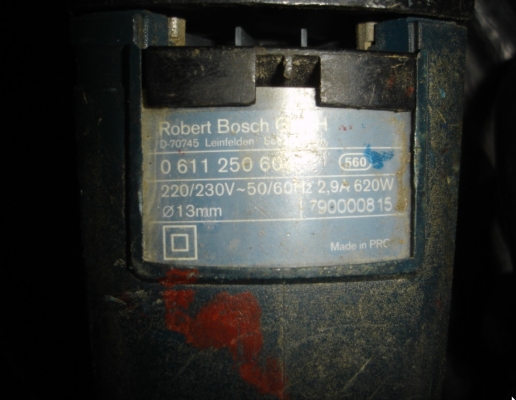 Robert Bosch G H
D-70745 Leinfelden
0 611 250 60 560
220/230V~50/60Hz 2,9A 620W
Ø13mm 790000815
Made in PRC